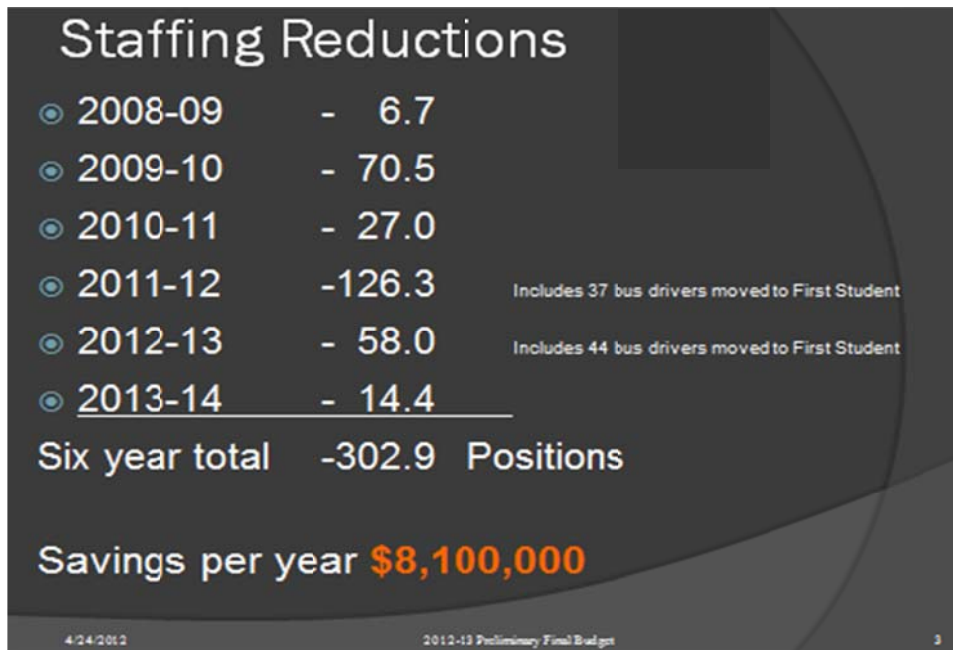 Staffing Reductions
2008-09 - 6.7
2009-10 - 70.5
2010-11 - 27.0
2011-12 -126.3 Includes 37 bus drivers moved to First Student
2012-13 - 58.0 Includes 44 bus drivers moved to First Student
2013-14 - 14.4
Six year total -302.9 Positions
Savings per year $8,100,000
4/24/2012 2012-13 Preliminary Final Budget 3